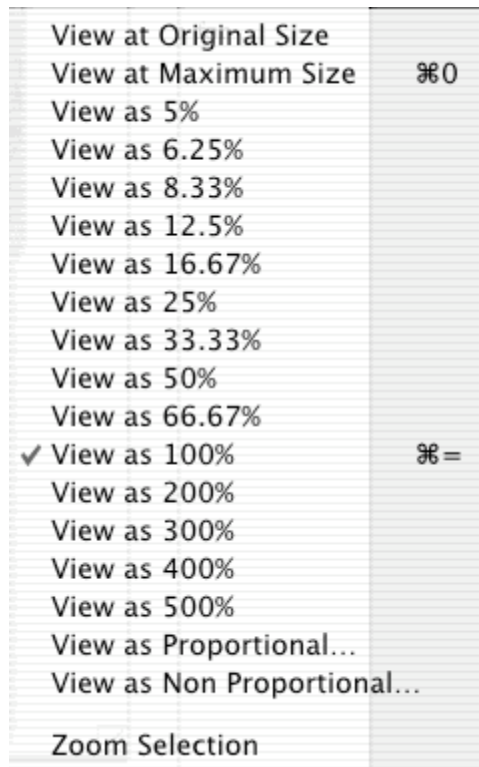 View at Original Size
View at Maximum Size ⌘0
View as 5%
View as 6.25%
View as 8.33%
View as 12.5%
View as 16.67%
View as 25%
View as 33.33%
View as 50%
View as 66.67%
✓ View as 100% ⌘=
View as 200%
View as 300%
View as 400%
View as 500%
View as Proportional...
View as Non Proportional...
Zoom Selection